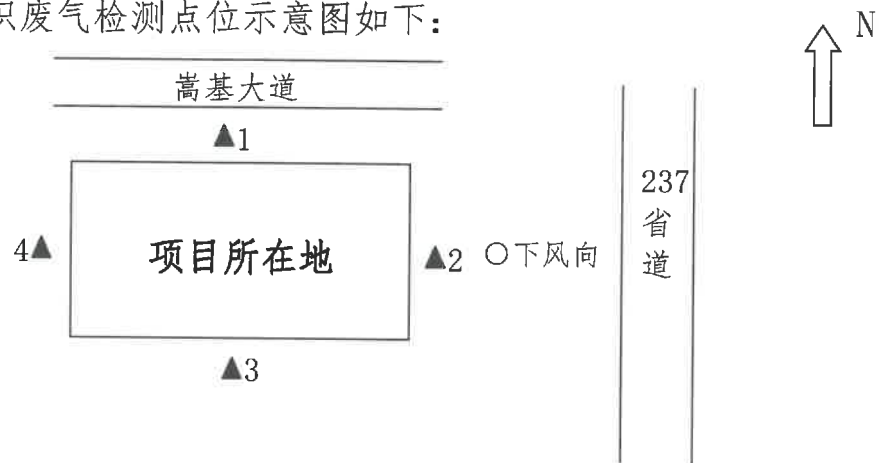 织废气检测点位示意图如下：
N
嵩基大道
▲1
237
省
道
4▲
项目所在地
▲2
○下风向
▲3